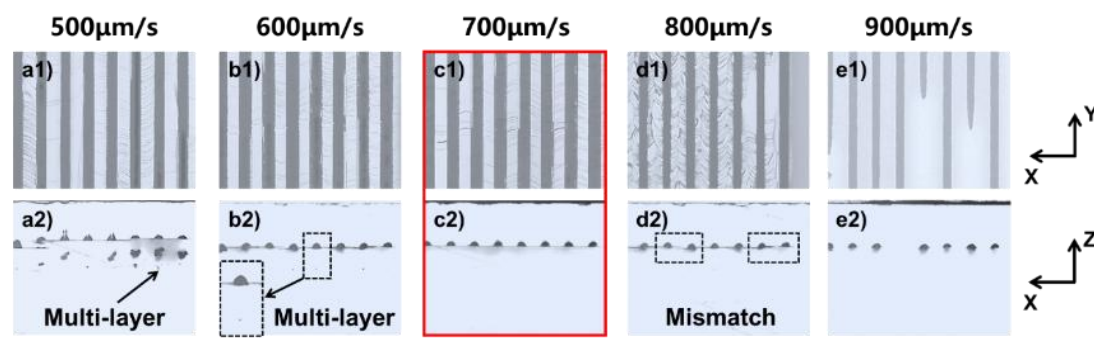 500μm/s 600μm/s 700μm/s 800μm/s 900μm/s
a1) b1) c1) d1) e1)
Y
X
a2) b2) c2) d2) e2)
Z
X
Multi-layer Multi-layer Mismatch